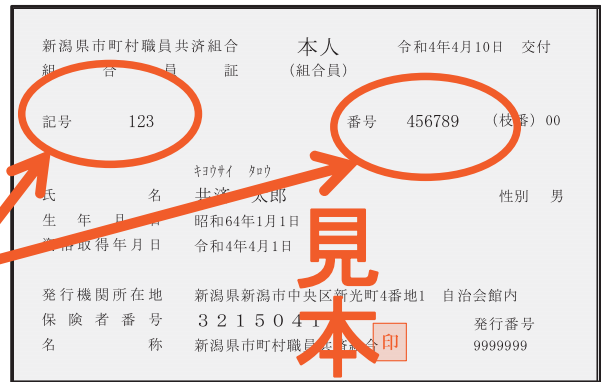 新潟県市町村職員共済組合 本人 令和4年4月10日 交付
組合員証 (組合員)
記号 123 番号 456789 (枝番) 00
ｷﾖｳｻｲ ﾀﾛｳ
氏名 共済 太郎 性別 男
生年月日 昭和64年1月1日
資格取得年月日 令和4年4月1日
見本
発行機関所在地 新潟県新潟市中央区新光町4番地1 自治会館内
保険者番号 3215041 発行番号
名称 新潟県市町村職員共済組合 印 9999999